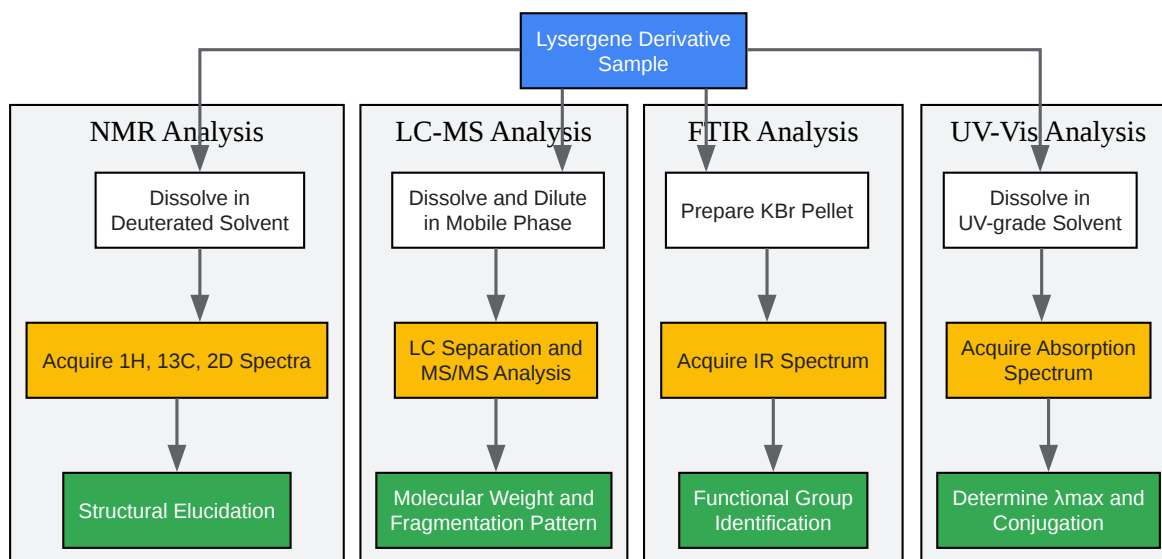 Lysergene Derivative
Sample
NMR Analysis
Dissolve in
Deuterated Solvent
Acquire 1H, 13C, 2D Spectra
Structural Elucidation
LC-MS Analysis
Dissolve and Dilute
in Mobile Phase
LC Separation and
MS/MS Analysis
Molecular Weight and
Fragmentation Pattern
FTIR Analysis
Prepare KBr Pellet
Acquire IR Spectrum
Functional Group
Identification
UV-Vis Analysis
Dissolve in
UV-grade Solvent
Acquire Absorption
Spectrum
Determine λmax and
Conjugation